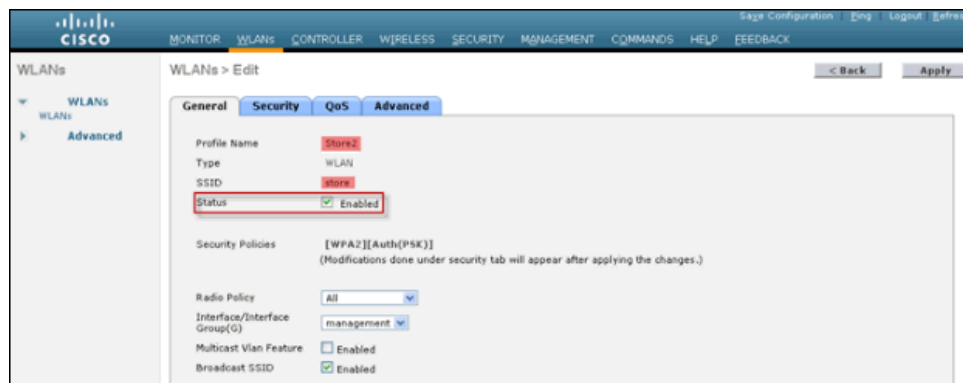 Save Configuration Ping Logout Refres
CISCO MONITOR WLANs CONTROLLER WIRELESS SECURITY MANAGEMENT COMMANDS HELP FEEDBACK
WLANs
WLANs
WLANs
Advanced
WLANs > Edit
< Back Apply
General Security QoS Advanced
Profile Name Store2
Type WLAN
SSID store
Status Enabled
Security Policies [WPA2][Auth(PSK)]
(Modifications done under security tab will appear after applying the changes.)
Radio Policy All
Interface/Interface
Group(G) management
Multicast Vlan Feature Enabled
Broadcast SSID Enabled